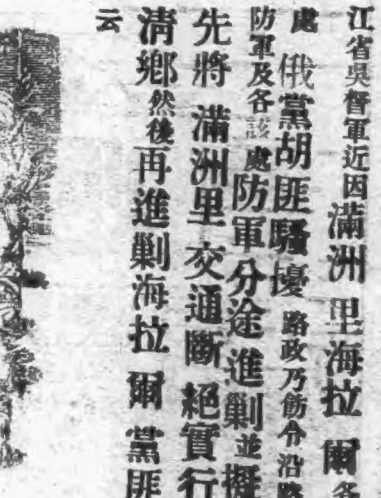 江省吳督軍近因滿洲里海拉爾各
處俄黨胡匪騷擾路政乃飭令沿
防軍及各該處防軍分途進剿並擬
先將滿洲里交通斷絕實行
清鄉然後再進剿海拉爾黨匪
云